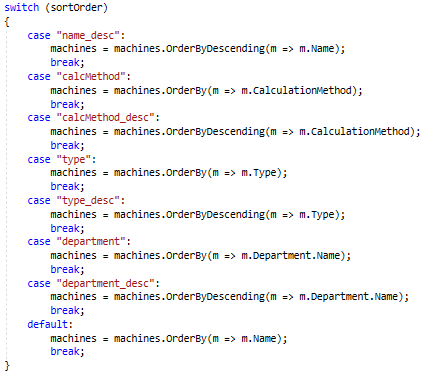 switch (sortOrder)
{
    case "name_desc":
        machines = machines.OrderByDescending(m => m.Name);
        break;
    case "calcMethod":
        machines = machines.OrderBy(m => m.CalculationMethod);
        break;
    case "calcMethod_desc":
        machines = machines.OrderByDescending(m => m.CalculationMethod);
        break;
    case "type":
        machines = machines.OrderBy(m => m.Type);
        break;
    case "type_desc":
        machines = machines.OrderByDescending(m => m.Type);
        break;
    case "department":
        machines = machines.OrderBy(m => m.Department.Name);
        break;
    case "department_desc":
        machines = machines.OrderByDescending(m => m.Department.Name);
        break;
    default:
        machines = machines.OrderBy(m => m.Name);
        break;
}